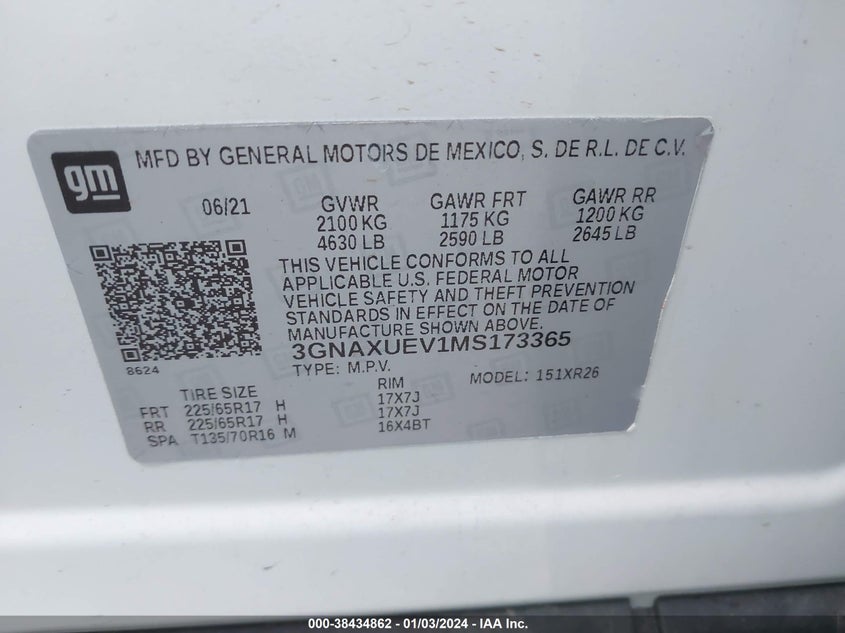 gm
MFD BY GENERAL MOTORS DE MEXICO, S. DE R.L. DE C.V.
06/21 GVWR GAWR FRT GAWR RR
2100 KG 1175 KG 1200 KG
4630 LB 2590 LB 2645 LB
THIS VEHICLE CONFORMS TO ALL
APPLICABLE U.S. FEDERAL MOTOR
VEHICLE SAFETY AND THEFT PREVENTION
STANDARDS IN EFFECT ON THE DATE OF
MANUFACTURE SHOWN ABOVE.
8624
3GNAXUEV1MS173365
TYPE: M.P.V. MODEL: 151XR26
TIRE SIZE RIM
FRT 225/65R17 H 17X7J
RR 225/65R17 H 17X7J
SPA T135/70R16 M 16X4BT
000-38434862 - 01/03/2024 - IAA Inc.